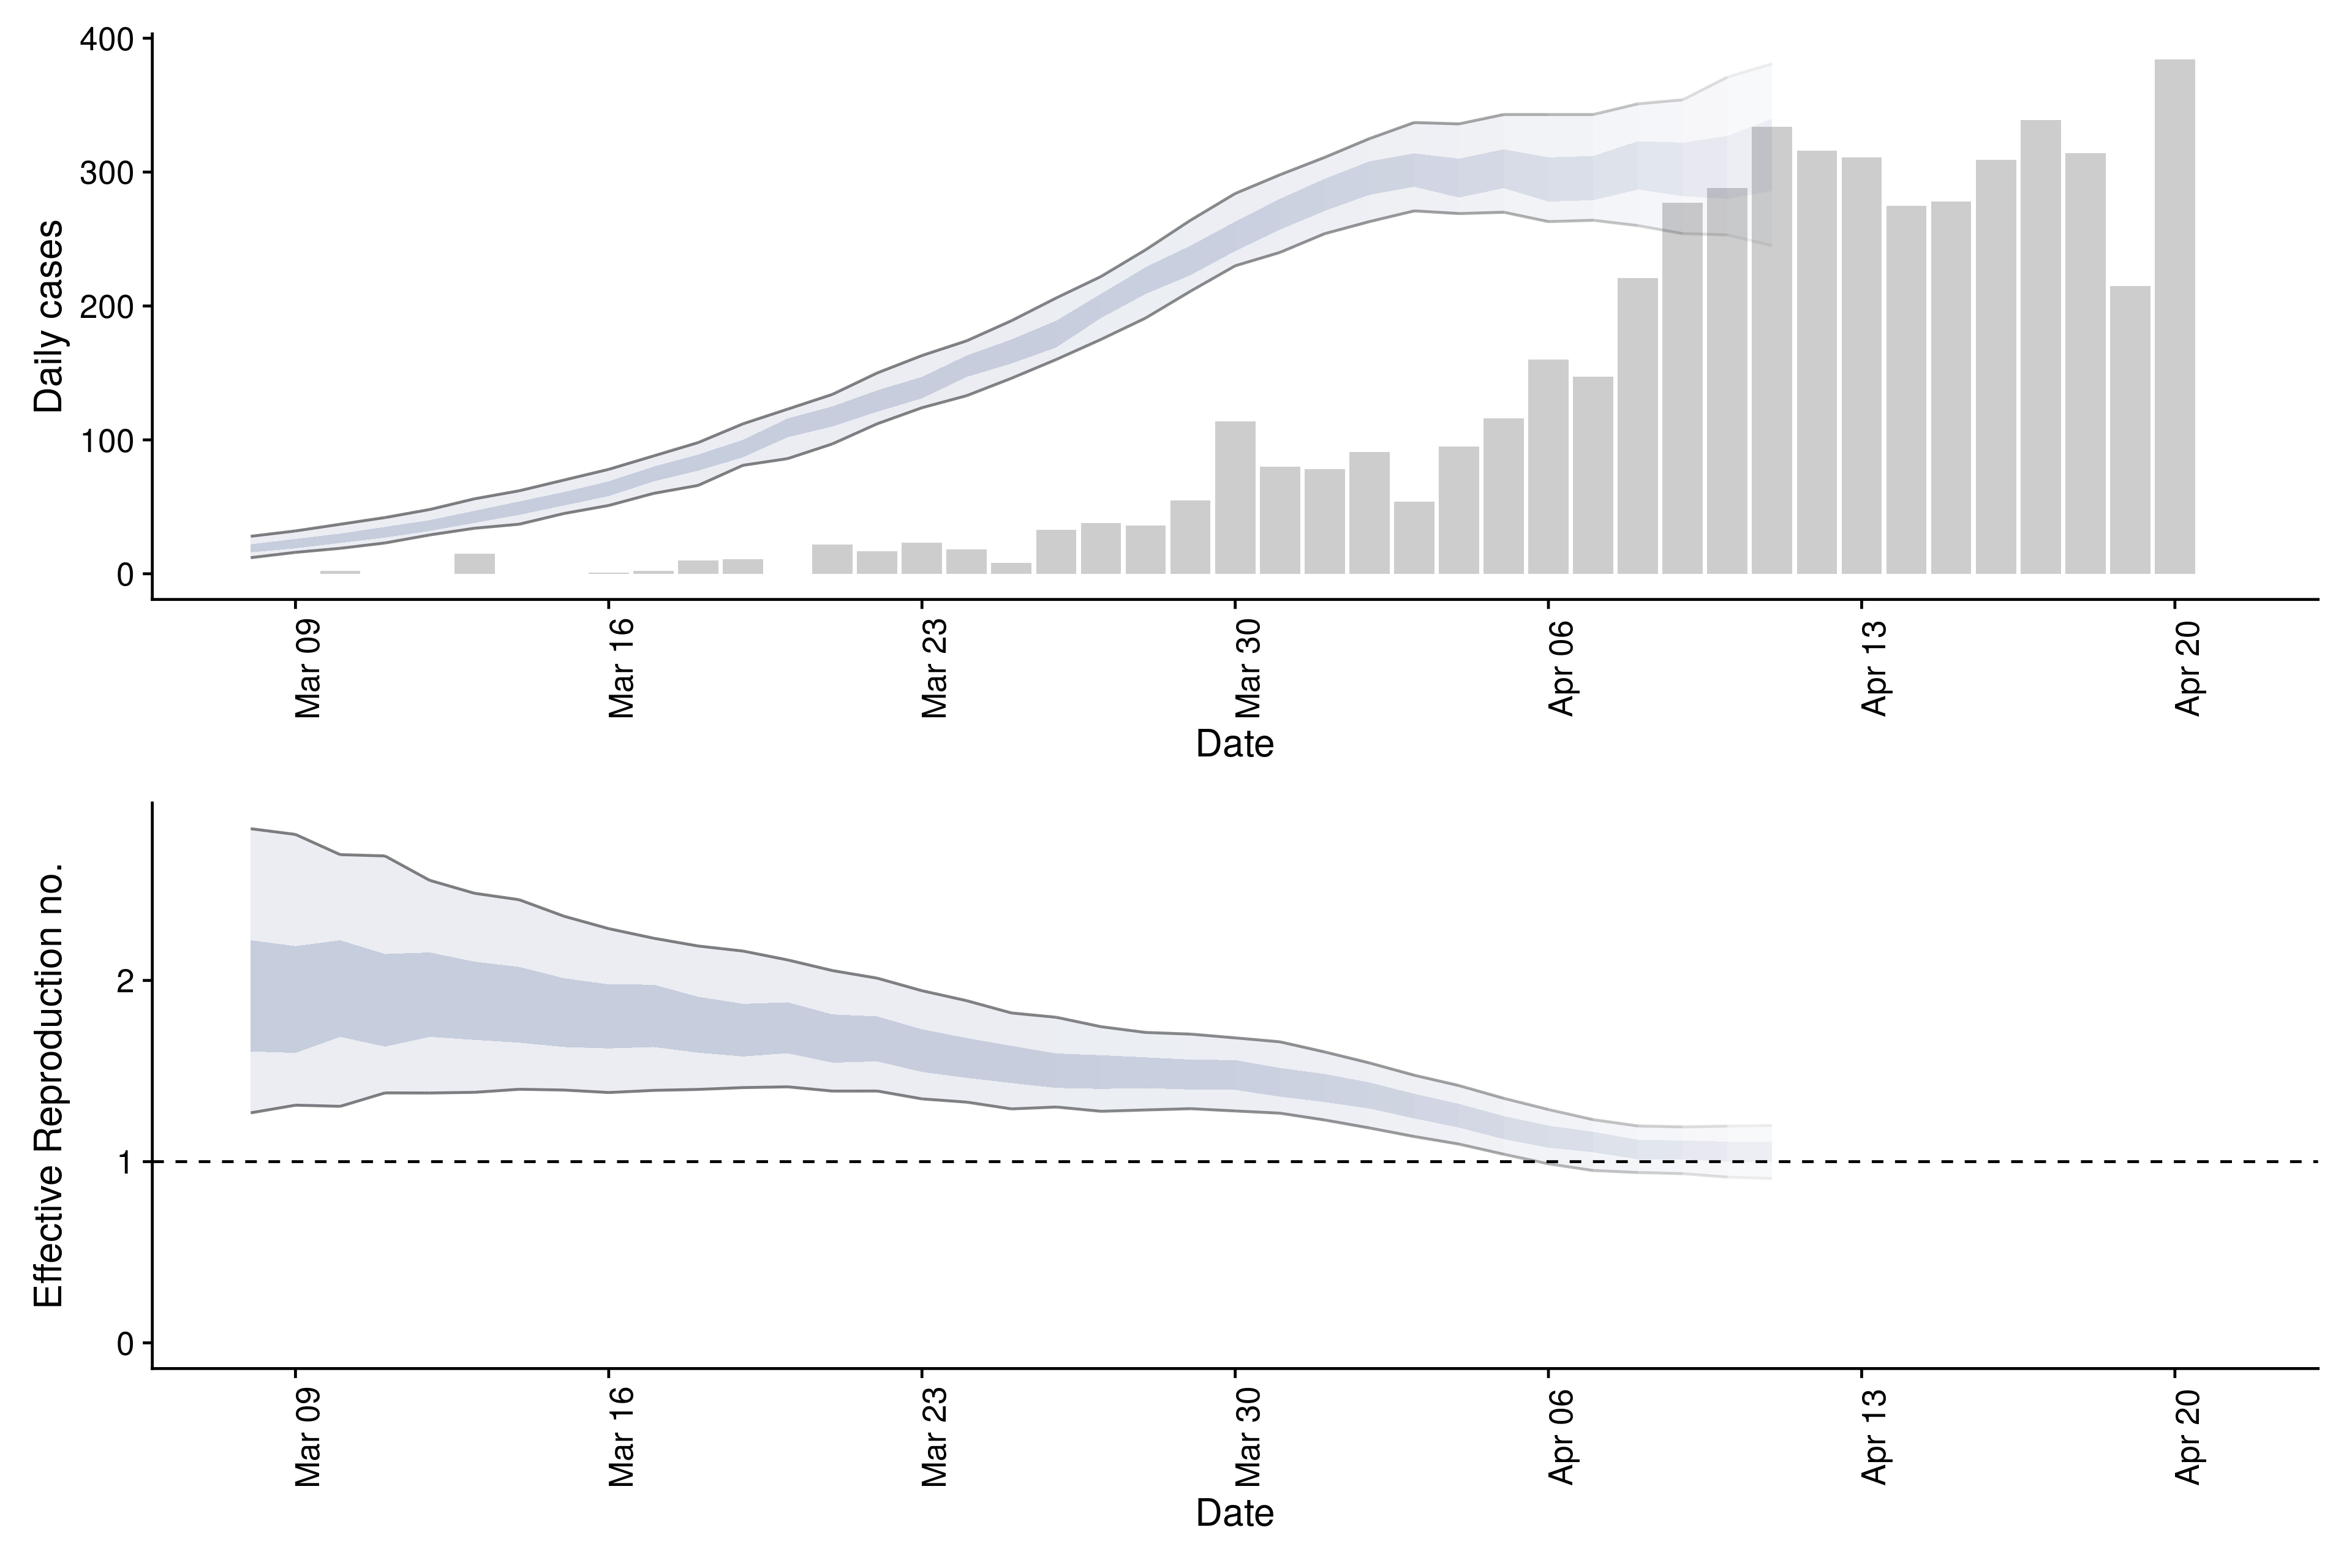 400
300
200
100
0
Daily cases
Mar 09
Mar 16
Mar 23
Mar 30
Apr 06
Apr 13
Apr 20
Date
2
1
0
Effective Reproduction no.
Mar 09
Mar 16
Mar 23
Mar 30
Apr 06
Apr 13
Apr 20
Date